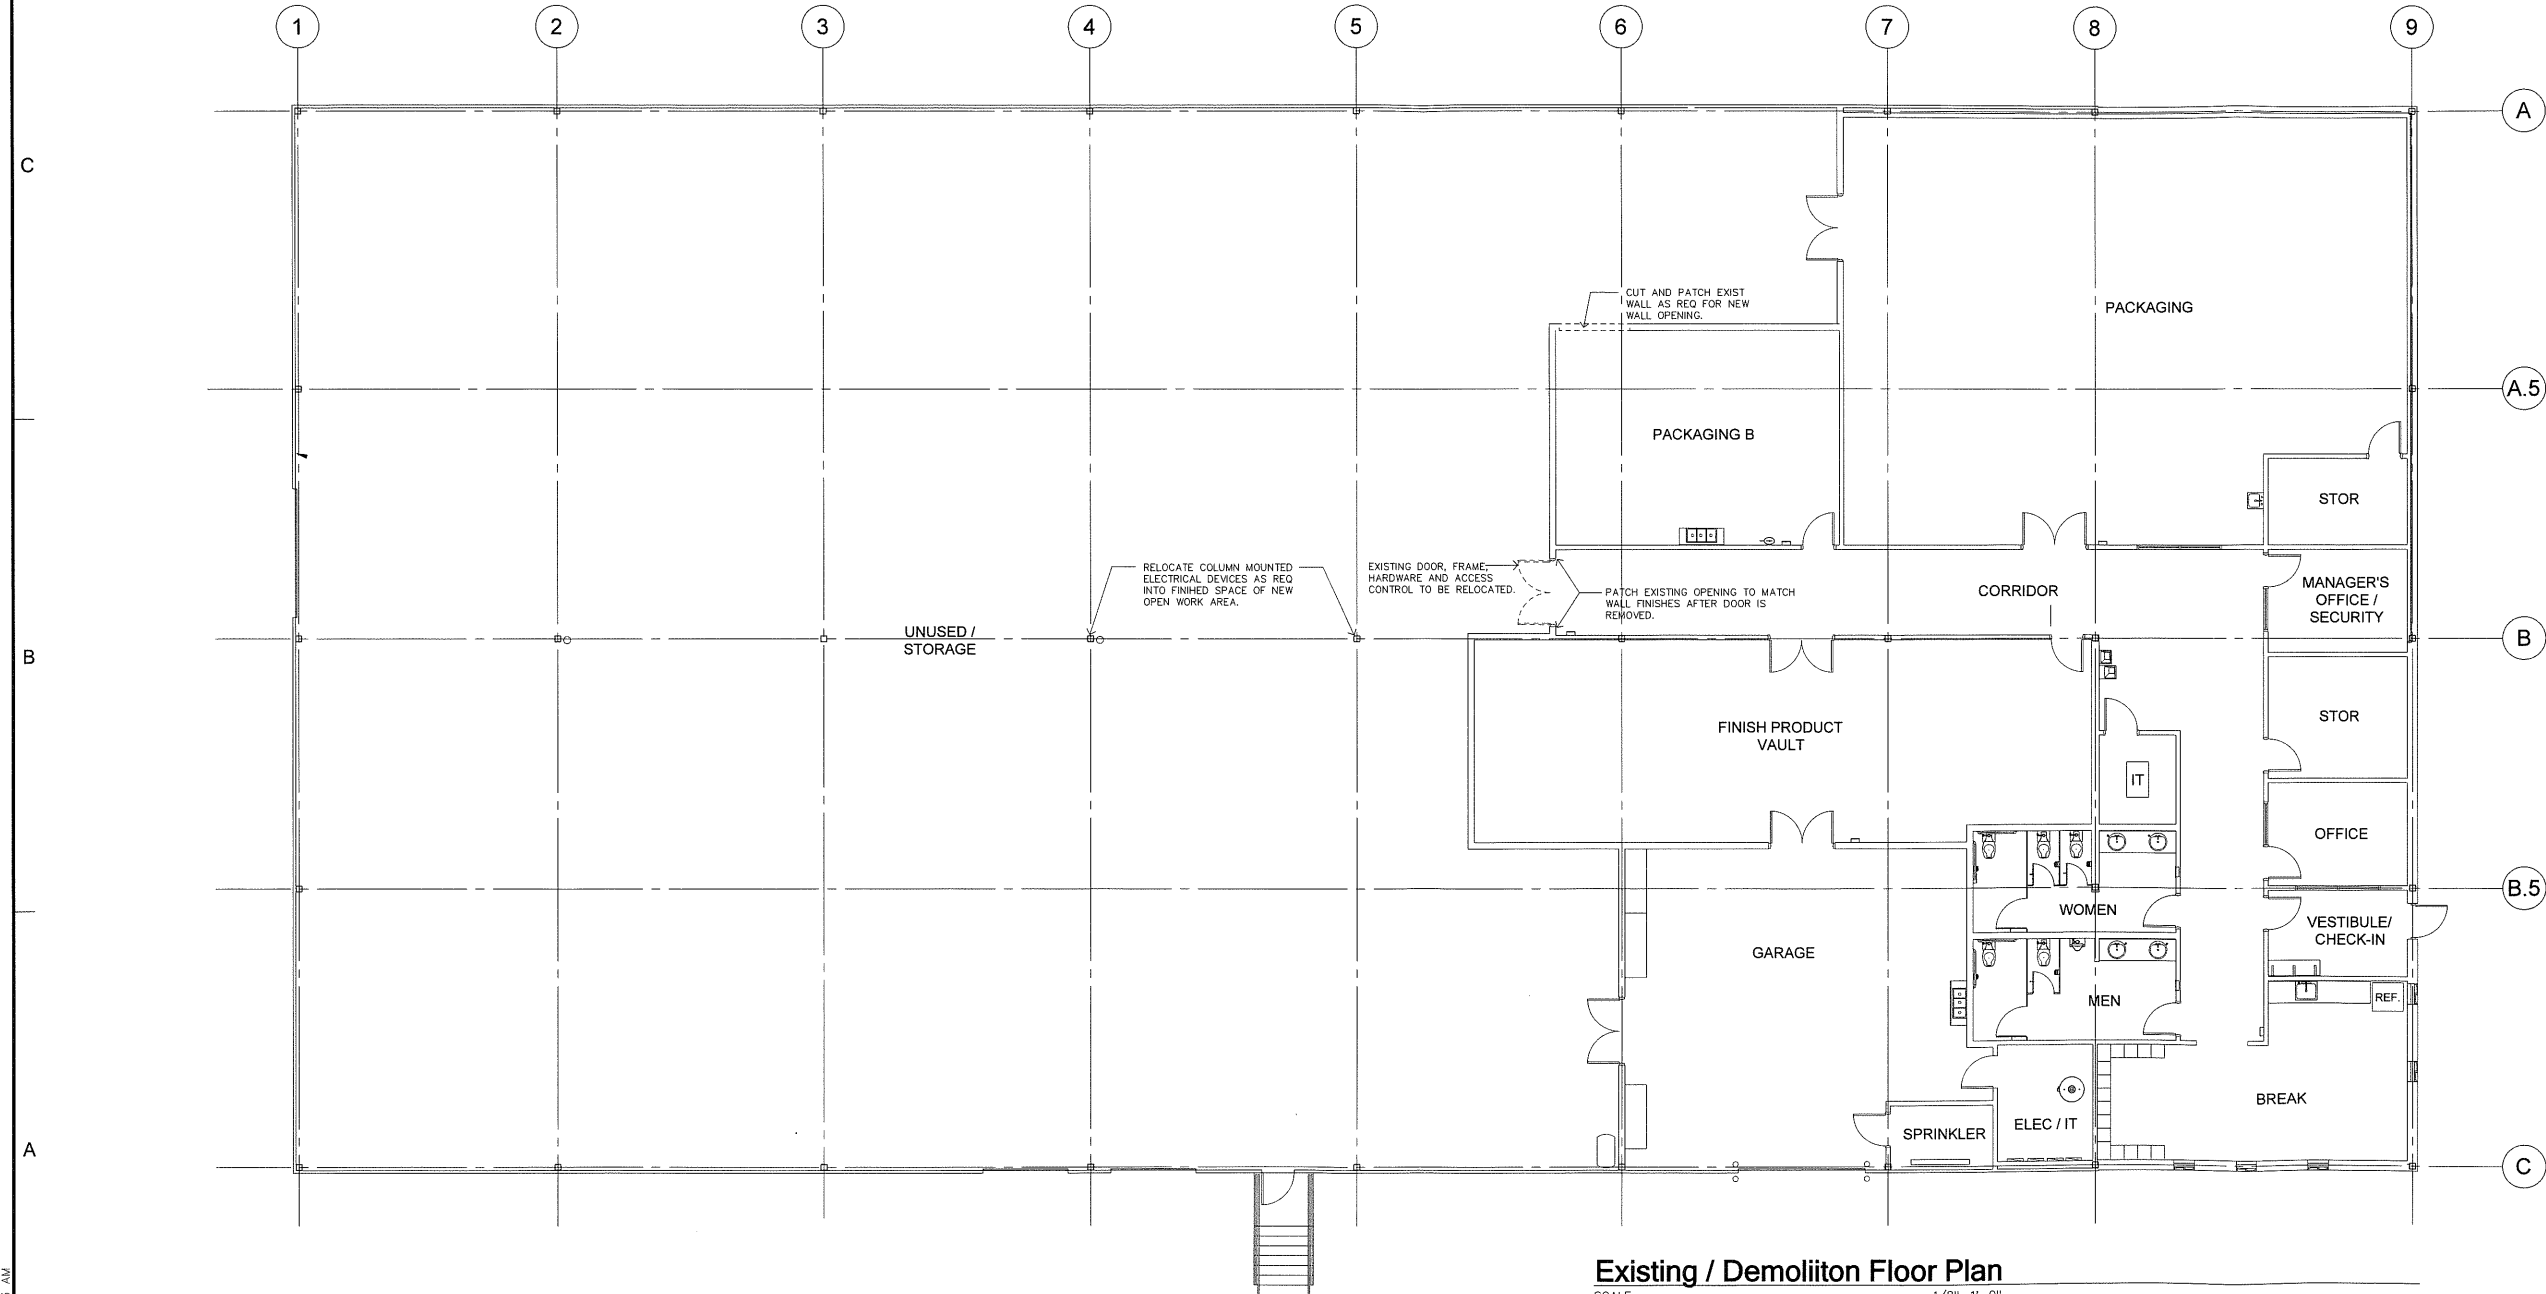 1
2
3
4
5
6
7
8
9
A
C
CUT AND PATCH EXIST
WALL AS REQ FOR NEW
WALL OPENING.
PACKAGING
A.5
PACKAGING B
STOR
RELOCATE COLUMN MOUNTED
ELECTRICAL DEVICES AS REQ
INTO FINIHED SPACE OF NEW
OPEN WORK AREA.
EXISTING DOOR, FRAME,
HARDWARE AND ACCESS
CONTROL TO BE RELOCATED.
PATCH EXISTING OPENING TO MATCH
WALL FINISHES AFTER DOOR IS
REMOVED.
CORRIDOR
MANAGER'S
OFFICE /
SECURITY
UNUSED /
STORAGE
B
B
STOR
FINISH PRODUCT
VAULT
IT
OFFICE
B.5
WOMEN
VESTIBULE/
CHECK-IN
GARAGE
MEN
REF.
BREAK
ELEC / IT
SPRINKLER
A
C
Existing / Demoliiton Floor Plan
AM